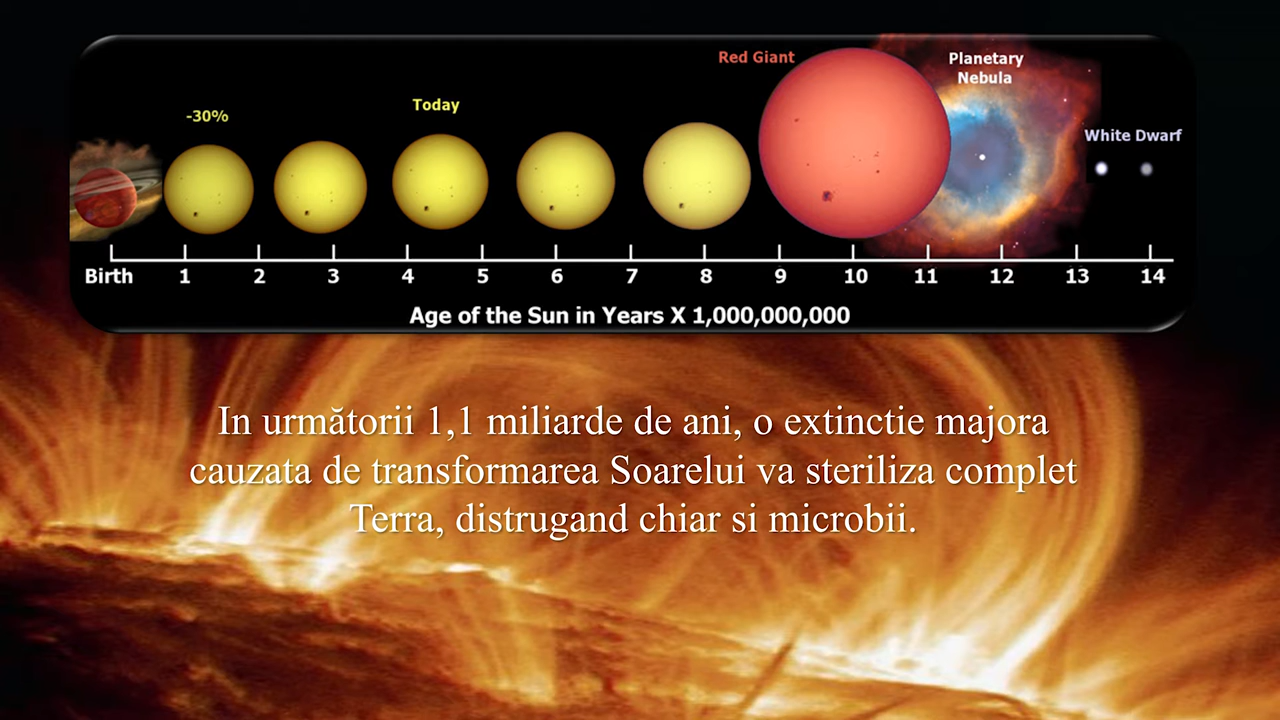 Red Giant
Planetary
Nebula
-30%
Today
White Dwarf
Birth 1 2 3 4 5 6 7 8 9 10 11 12 13 14
Age of the Sun in Years X 1,000,000,000
In următorii 1,1 miliarde de ani, o extinctie majora
cauzata de transformarea Soarelui va steriliza complet
Terra, distrugand chiar si microbii.